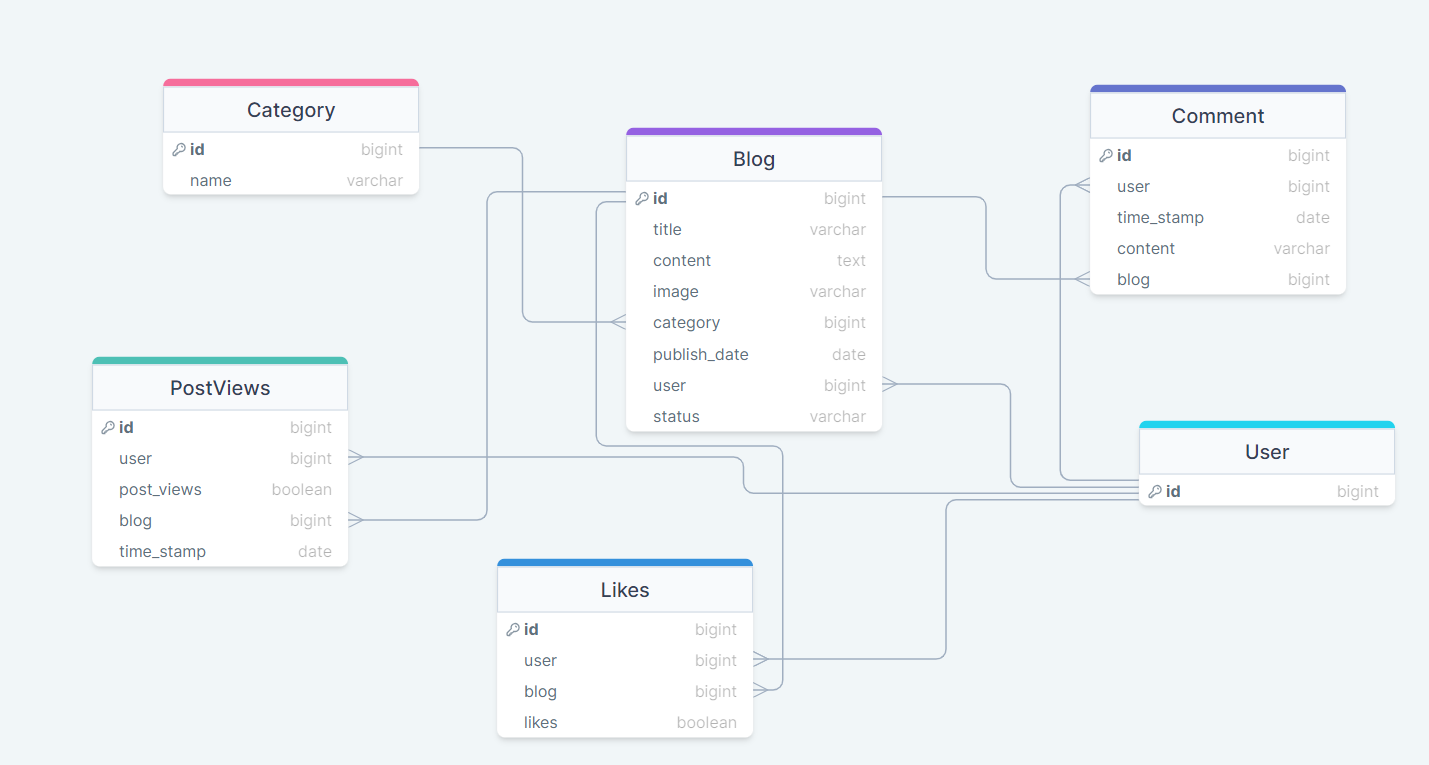 Category
id bigint
name varchar
Blog
id bigint
title varchar
content text
image varchar
category bigint
publish_date date
user bigint
status varchar
Comment
id bigint
user bigint
time_stamp date
content varchar
blog bigint
PostViews
id bigint
user bigint
post_views boolean
blog bigint
time_stamp date
User
id bigint
Likes
id bigint
user bigint
blog bigint
likes boolean